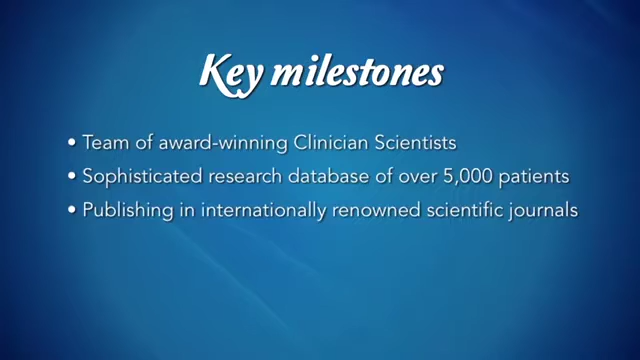 Key milestones
• Team of award-winning Clinician Scientists
• Sophisticated research database of over 5,000 patients
• Publishing in internationally renowned scientific journals